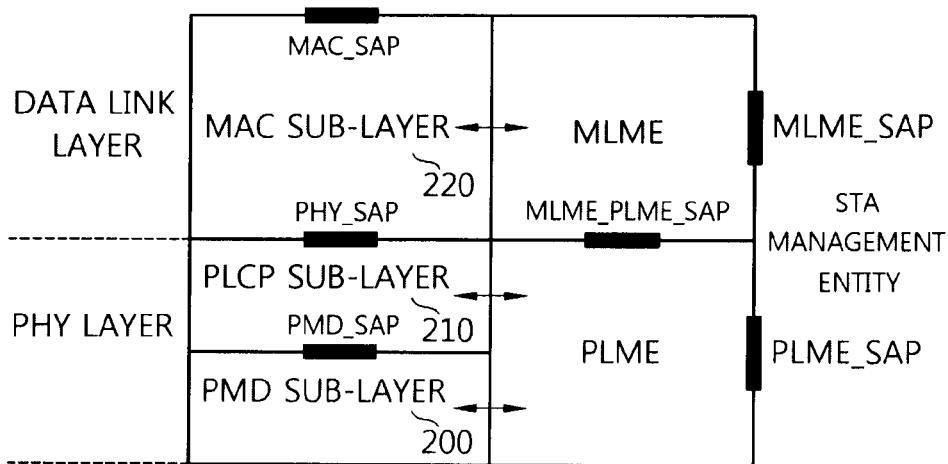 MAC_SAP
DATA LINK
LAYER
MAC SUB-LAYER
220
MLME
MLME_SAP
PHY_SAP
MLME_PLME_SAP
STA
MANAGEMENT
ENTITY
PHY LAYER
PLCP SUB-LAYER
210
PMD_SAP
PMD SUB-LAYER
200
PLME
PLME_SAP